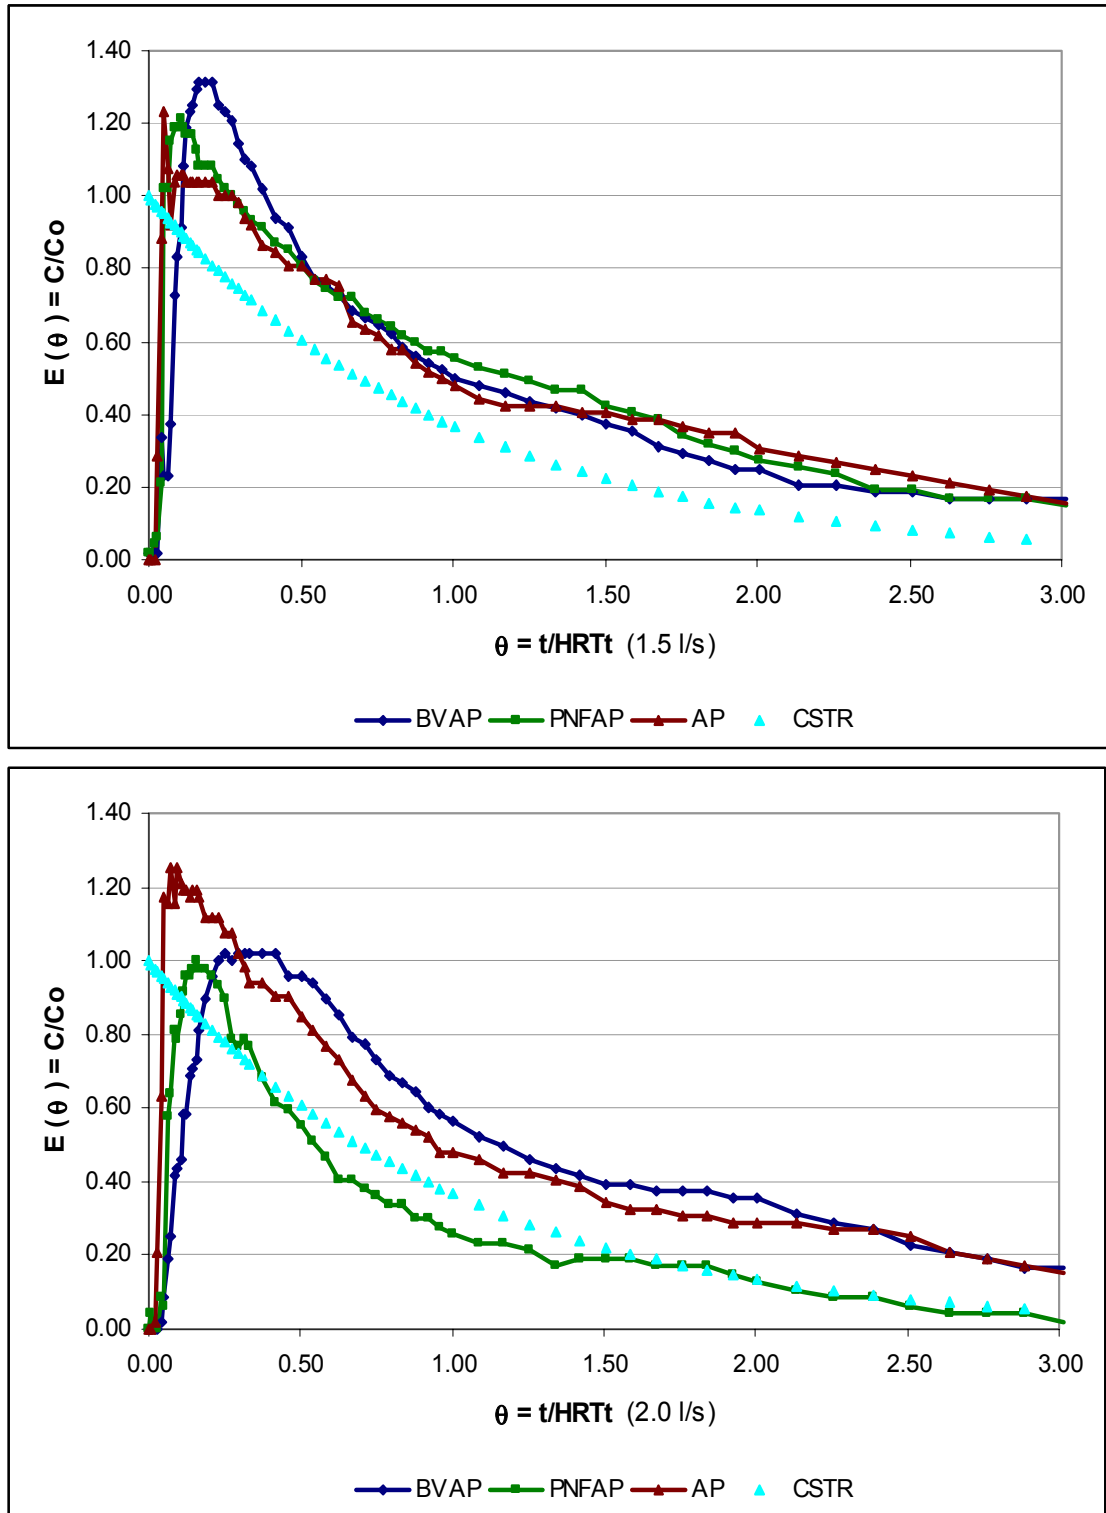 1.40
1.20
1.00
0.80
0.60
0.40
0.20
0.00
E (θ) = C/Co
0.00 0.50 1.00 1.50 2.00 2.50 3.00
θ = t/HRTt (1.5 l/s)
BVAP PNFAP AP CSTR
1.40
1.20
1.00
0.80
0.60
0.40
0.20
0.00
E (θ) = C/Co
0.00 0.50 1.00 1.50 2.00 2.50 3.00
θ = t/HRTt (2.0 l/s)
BVAP PNFAP AP CSTR